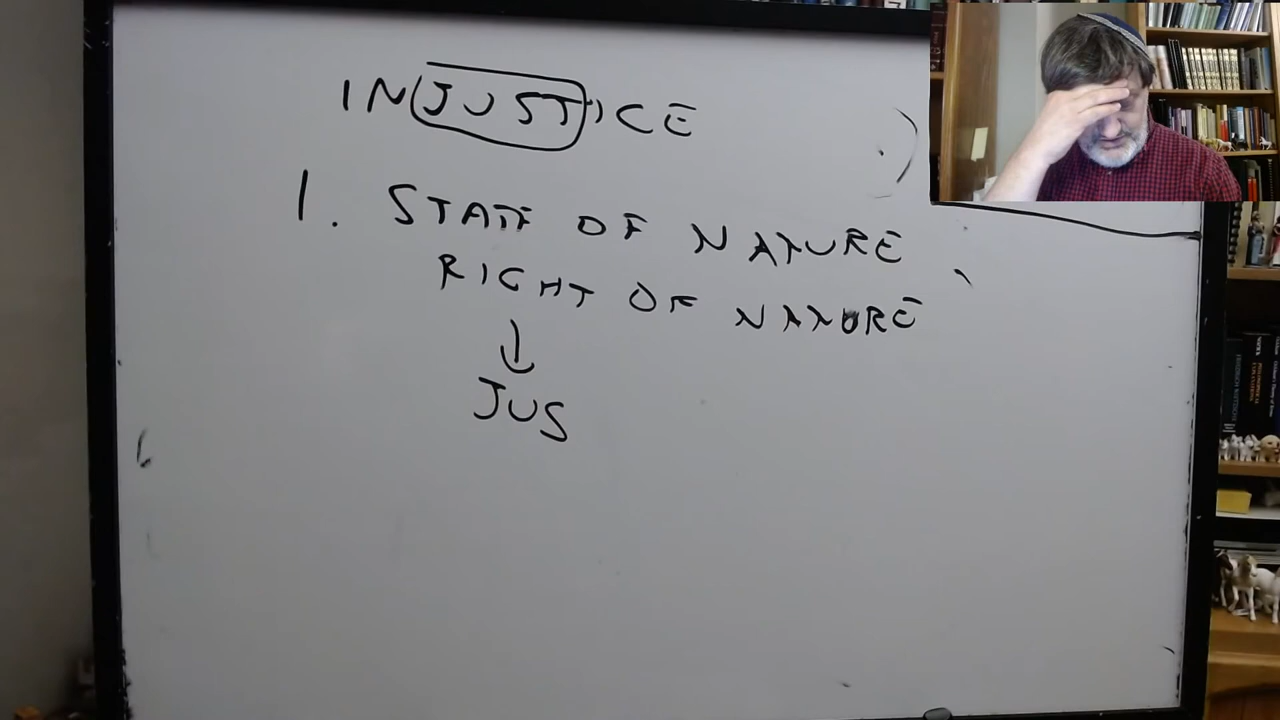 INJUSTICE
1. STATE OF NATURE
RIGHT OF NATURE
JUS